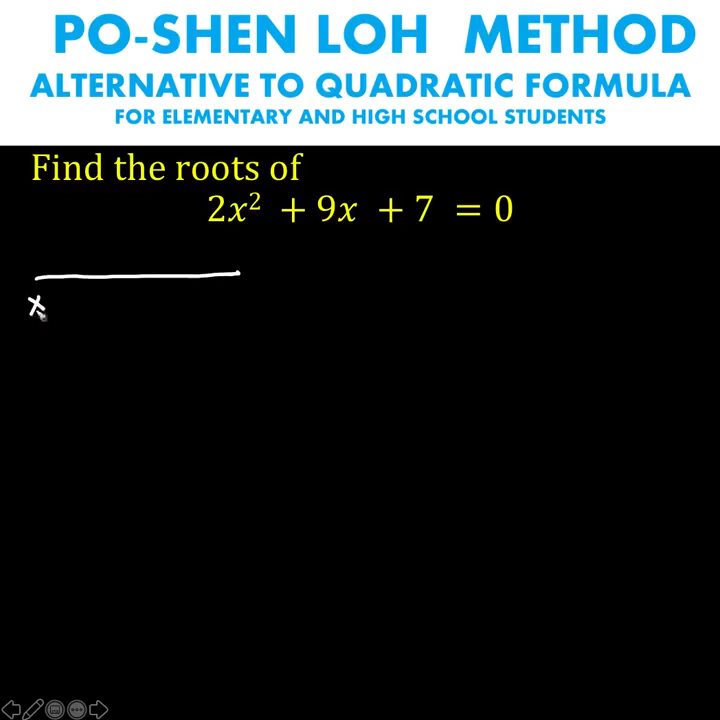 PO-SHEN LOH METHOD
ALTERNATIVE TO QUADRATIC FORMULA
FOR ELEMENTARY AND HIGH SCHOOL STUDENTS
Find the roots of
2x² + 9x + 7 = 0
x